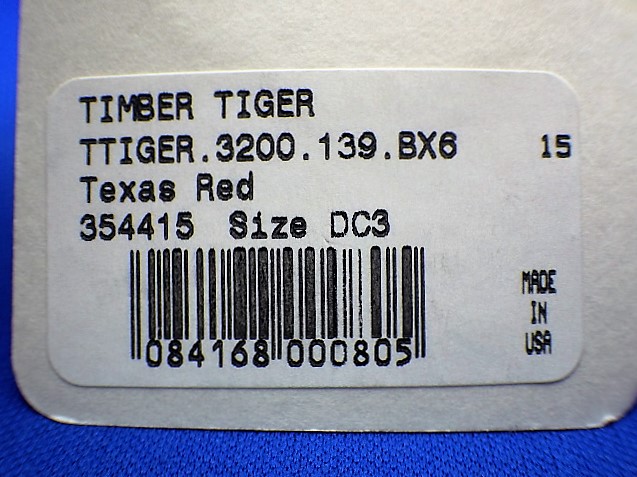 TIMBER TIGER
TTIGER.3200.139.BX6 15
Texas Red
354415 Size DC3
MADE
IN
USA
084168 000805